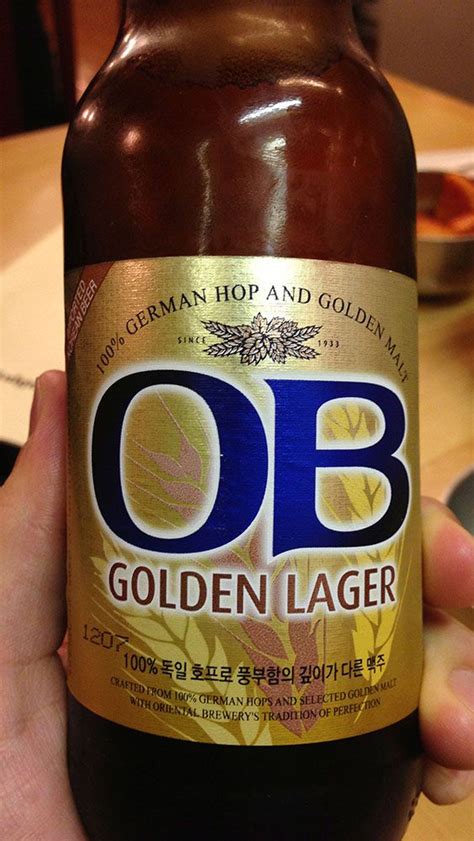 100% GERMAN HOP AND GOLDEN MALT
SINCE 1933
OB
GOLDEN LAGER
1207
100% 독일 호프로 풍부함의 깊이가 다른 맥주
CRAFTED FROM 100% GERMAN HOPS AND SELECTED GOLDEN MALT
WITH ORIENTAL BREWERY'S TRADITION OF PERFECTION
BEER